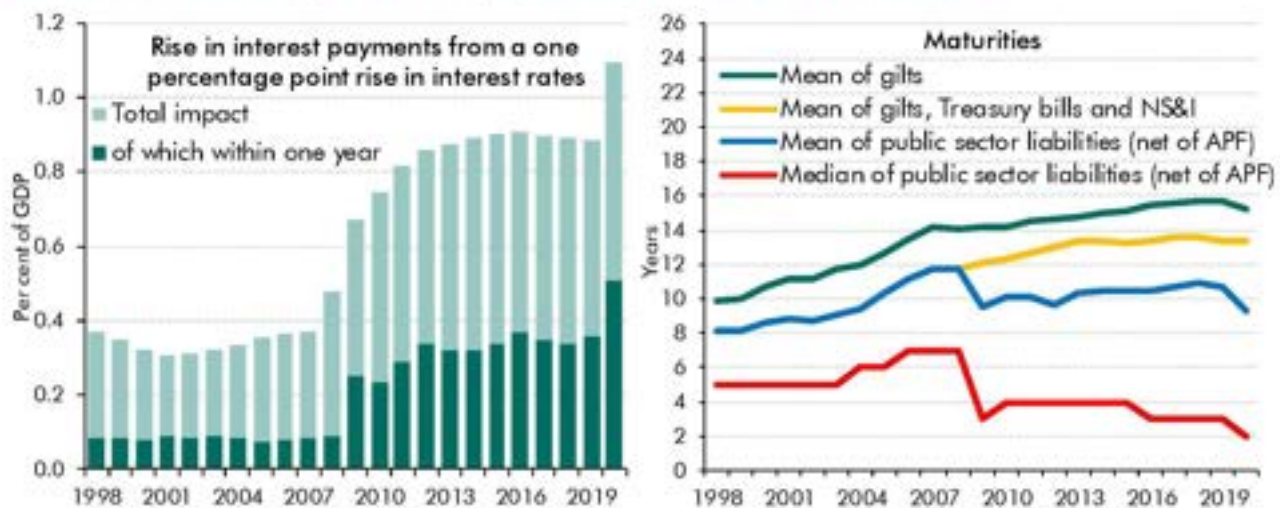 Rise in interest payments from a one
percentage point rise in interest rates
Total impact
of which within one year
Per cent of GDP
1.2
1.0
0.8
0.6
0.4
0.2
0.0
1998 2001 2004 2007 2010 2013 2016 2019
Maturities
Mean of gilts
Mean of gilts, Treasury bills and NS&I
Mean of public sector liabilities (net of APF)
Median of public sector liabilities (net of APF)
Years
26
24
22
20
18
16
14
12
10
8
6
4
2
0
1998 2001 2004 2007 2010 2013 2016 2019